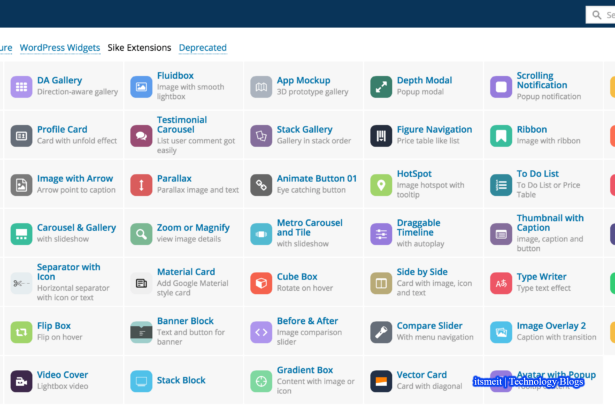 Se
ure WordPress Widgets Sike Extensions Deprecated
DA Gallery
Direction-aware gallery
Fluidbox
Image with smooth
lightbox
App Mockup
3D prototype gallery
Depth Modal
Popup modal
Scrolling
Notification
Popup notification
Profile Card
Card with unfold effect
Testimonial
Carousel
List user comment got
easily
Stack Gallery
Gallery in stack order
Figure Navigation
Price table like list
Ribbon
Image with ribbon
Image with Arrow
Arrow point to caption
Parallax
Parallax image and text
Animate Button 01
Eye catching button
HotSpot
Image hotspot with
tooltip
To Do List
To Do List or Price
Table
Carousel & Gallery
with slideshow
Zoom or Magnify
view image details
Metro Carousel
and Tile
with slideshow
Draggable
Timeline
with autoplay
Thumbnail with
Caption
image, caption and
button
Separator with
Icon
Horizontal separator
with icon or text
Material Card
Add Google Material
style card
Cube Box
Rotate on hover
Side by Side
Card with image, icon
and text
Type Writer
Type text effect
Flip Box
Flip on hover
Banner Block
Text and button for
banner
Before & After
Image comparison
slider
Compare Slider
With menu navigation
Image Overlay 2
Caption with transition
Video Cover
Lightbox video
Stack Block
Gradient Box
Content with image or
icon
Vector Card
Card with diagonal
Avatar with Popup
itsmeit | Technology Blogs